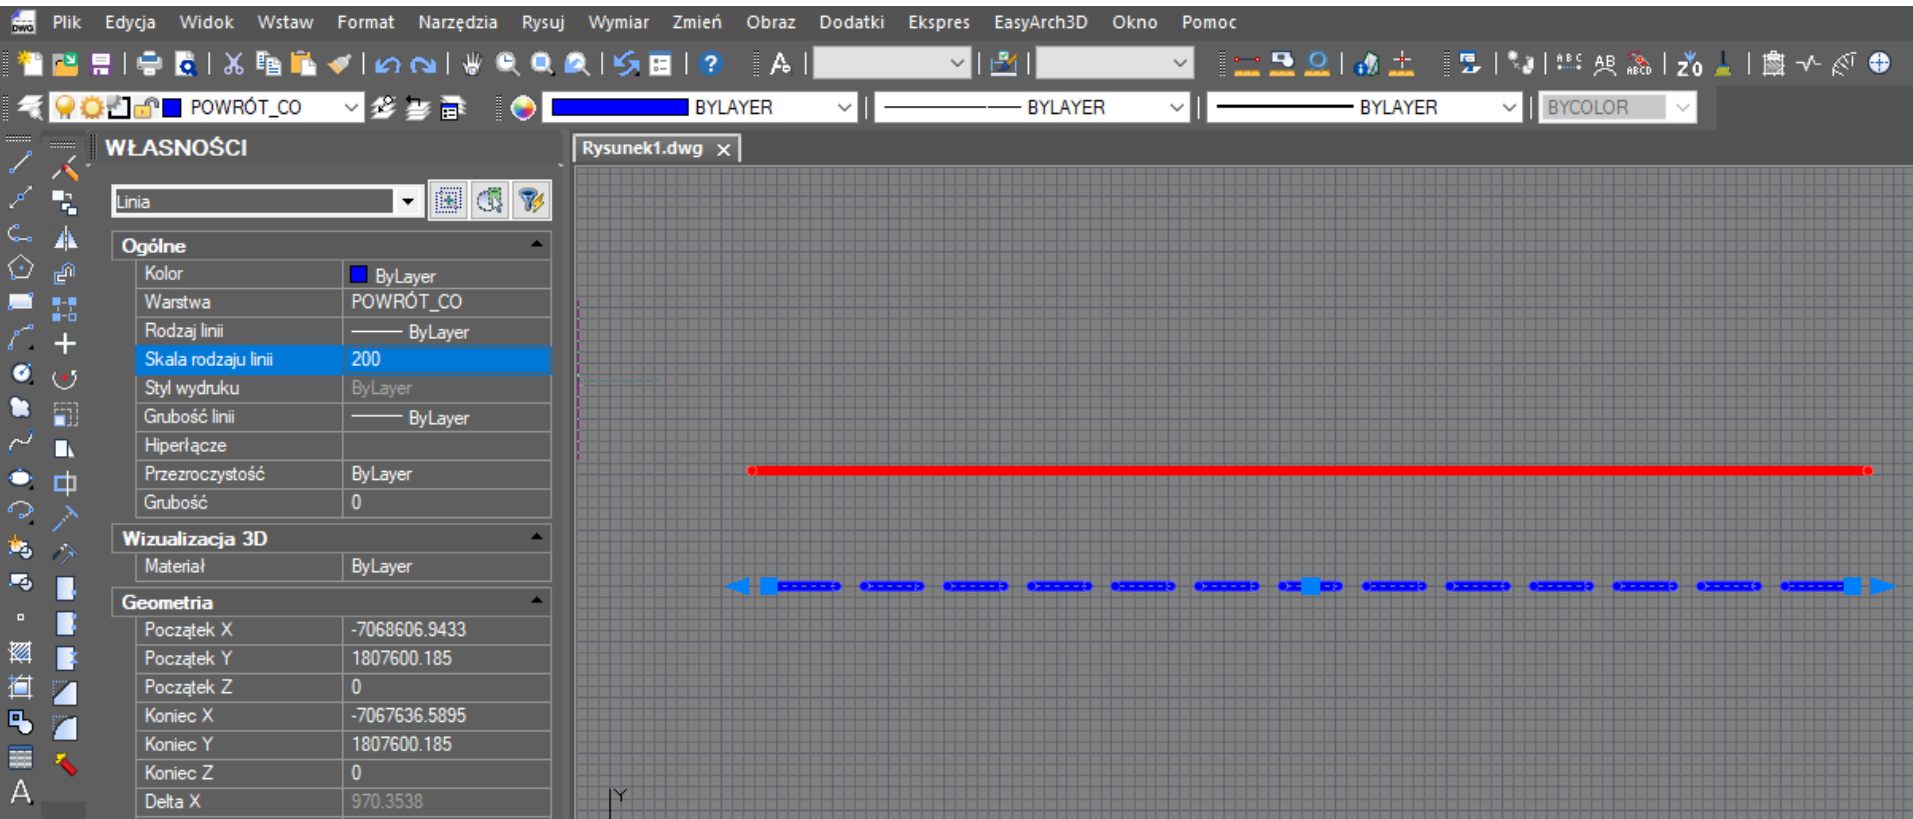 DWG Plik Edycja Widok Wstaw Format Narzędzia Rysuj Wymiar Zmień Obraz Dodatki Ekspres EasyArch3D Okno Pomoc
POWRÓT_CO BYLAYER BYLAYER BYLAYER BYCOLOR
WŁASNOŚCI
Rysunek1.dwg
Linia
Ogólne
Kolor ByLayer
Warstwa POWRÓT_CO
Rodzaj linii ByLayer
Skala rodzaju linii 200
Styl wydruku ByLayer
Grubość linii ByLayer
Hiperłącze
Przezroczystość ByLayer
Grubość 0
Wizualizacja 3D
Materiał ByLayer
Geometria
Początek X -7068606.9433
Początek Y 1807600.185
Początek Z 0
Koniec X -7067636.5895
Koniec Y 1807600.185
Koniec Z 0
Delta X 970.3538
Y